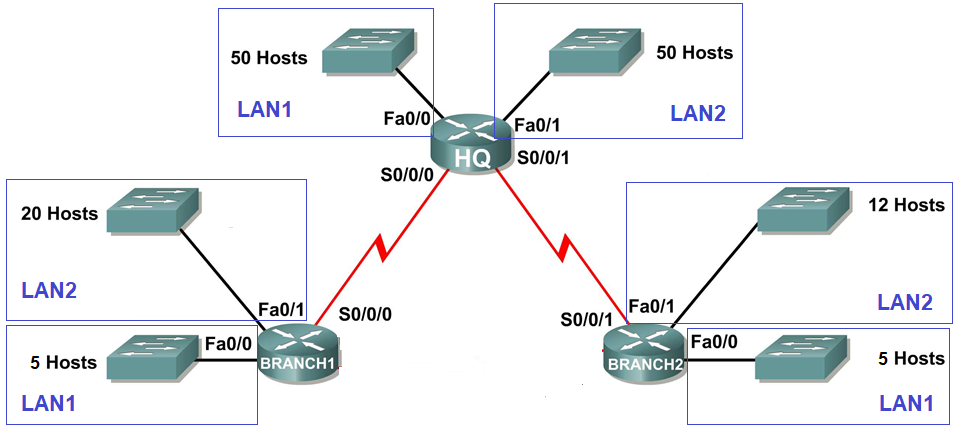 50 Hosts
LAN1
Fa0/0
50 Hosts
LAN2
Fa0/1
HQ
S0/0/0
S0/0/1
20 Hosts
LAN2
Fa0/1
S0/0/0
5 Hosts
Fa0/0
BRANCH1
LAN1
12 Hosts
LAN2
Fa0/1
S0/0/1
BRANCH2
Fa0/0
5 Hosts
LAN1